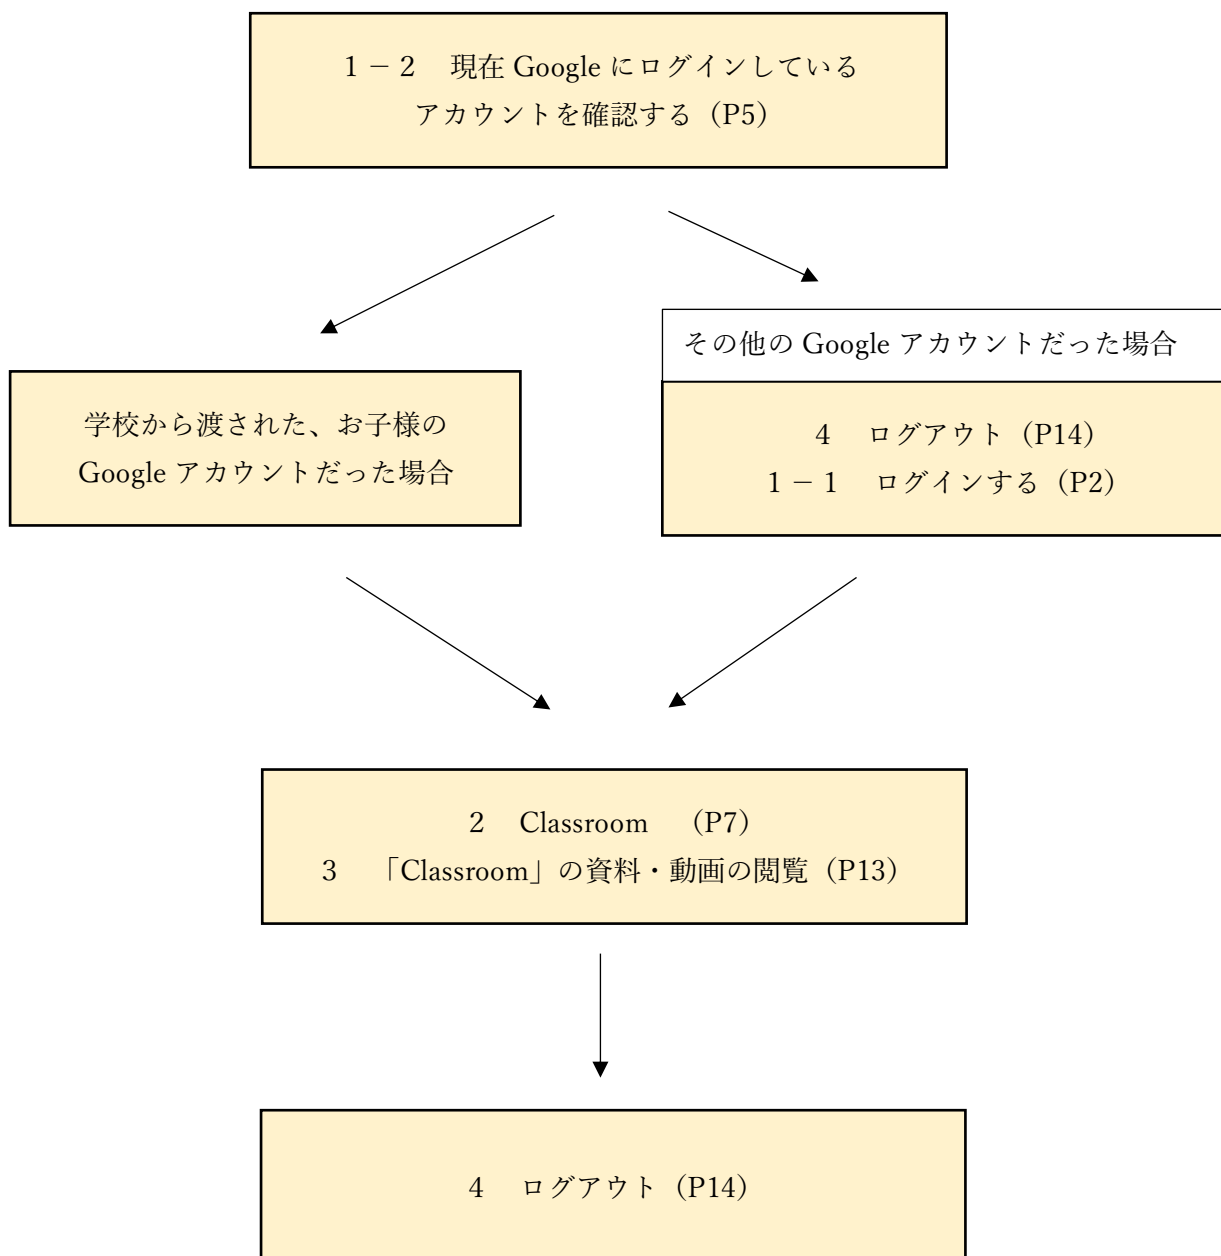 １－２　現在 Google にログインしている
アカウントを確認する（P5）
学校から渡された、お子様の
Google アカウントだった場合
その他の Google アカウントだった場合
４　ログアウト（P14）
１－１　ログインする（P2）
２　Classroom　（P7）
３　「Classroom」の資料・動画の閲覧（P13）
４　ログアウト（P14）